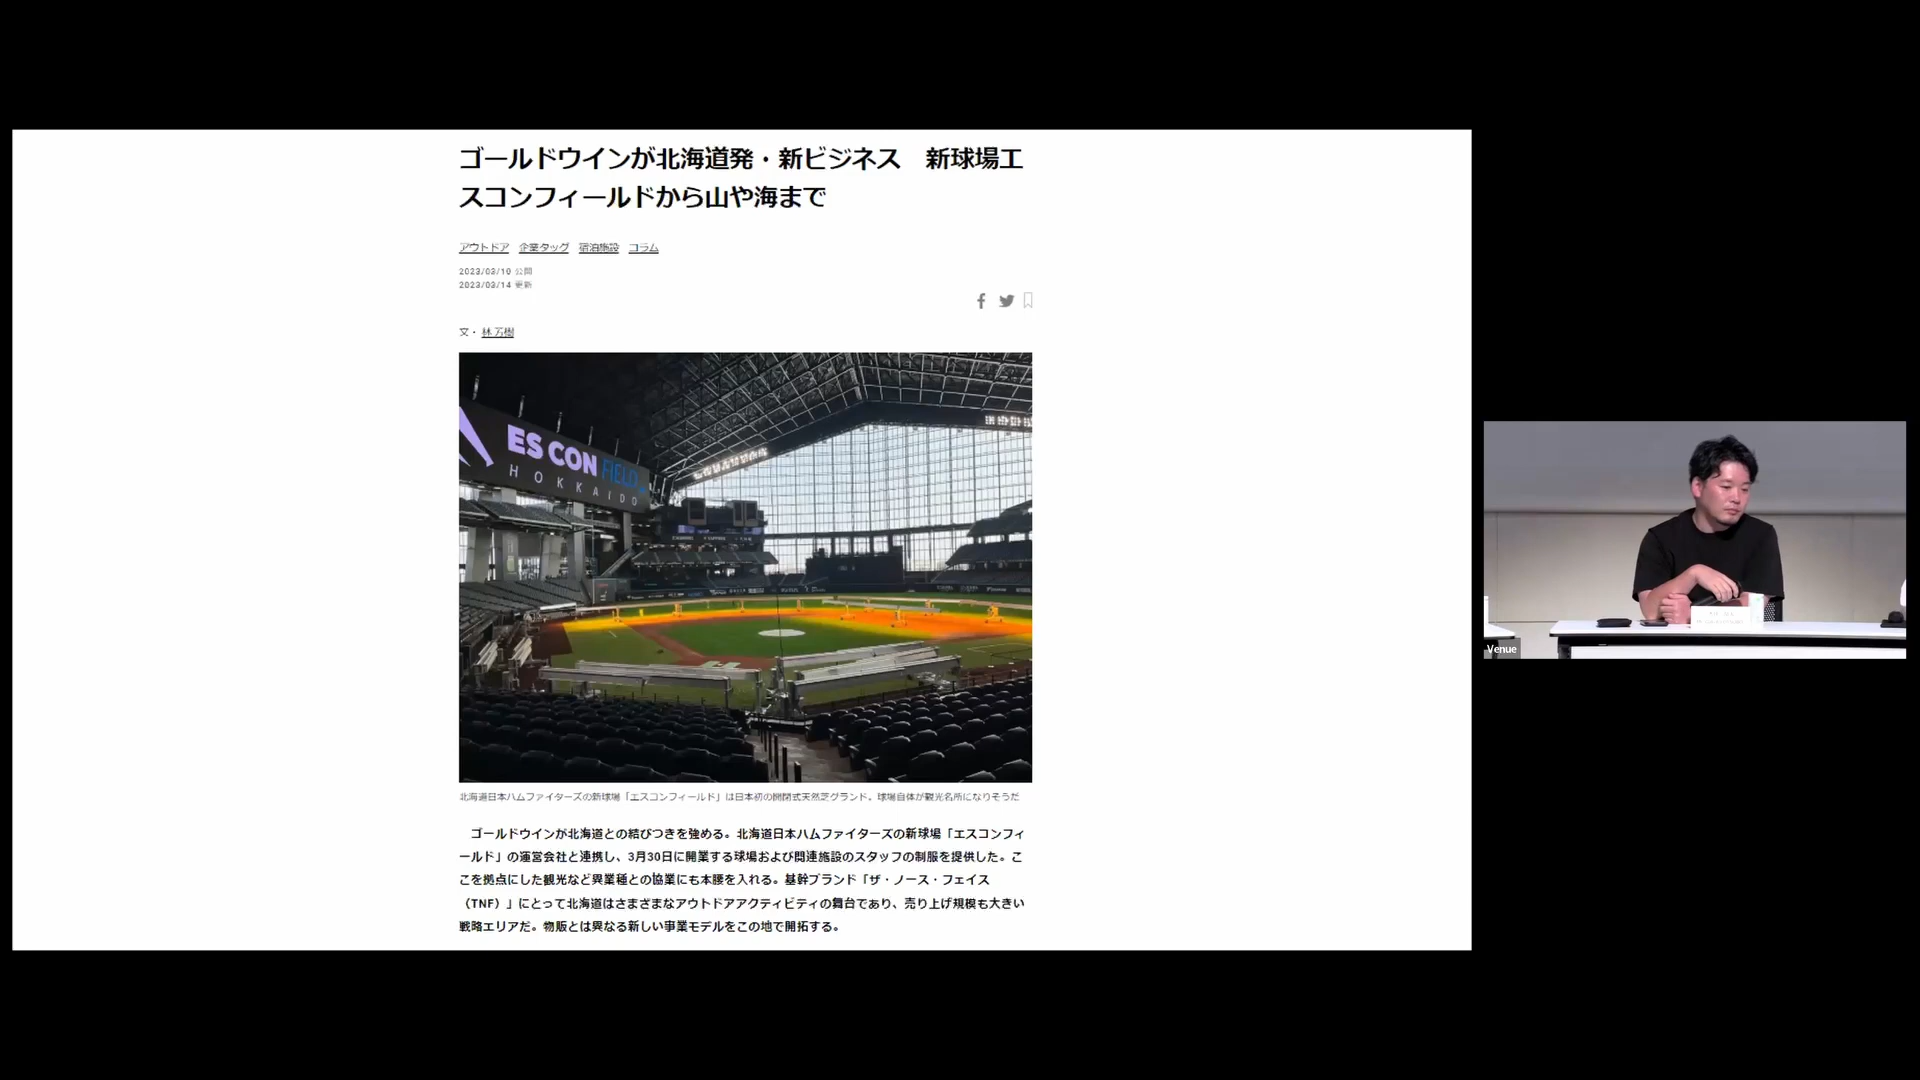 ゴールドウインが北海道発・新ビジネス　新球場エ
スコンフィールドから山や海まで
アウトドア　企業タッグ　宿泊施設　コラム
2023/03/10 公開
2023/03/14 更新
文・ 林 芳樹
ES CON FIELD
HOKKAIDO
北海道日本ハムファイターズの新球場「エスコンフィールド」は日本初の開閉式天然芝グランド。球場自体が観光名所になりそうだ
ゴールドウインが北海道との結びつきを強める。北海道日本ハムファイターズの新球場「エスコンフィ
ールド」の運営会社と連携し、3月30日に開業する球場および関連施設のスタッフの制服を提供した。こ
こを拠点にした観光など異業種との協業にも本腰を入れる。基幹ブランド「ザ・ノース・フェイス
（TNF）」にとって北海道はさまざまなアウトドアアクティビティの舞台であり、売り上げ規模も大きい
戦略エリアだ。物販とは異なる新しい事業モデルをこの地で開拓する。
Venue